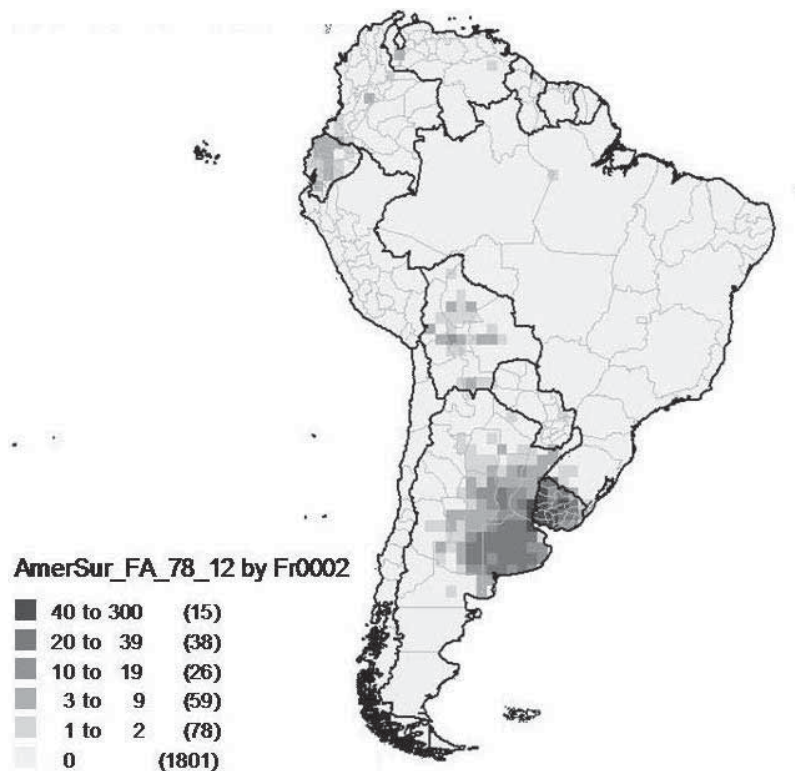 AmerSur_FA_78_12 by Fr0002
40 to 300 (15)
20 to 39 (38)
10 to 19 (26)
3 to 9 (59)
1 to 2 (78)
0 (1801)